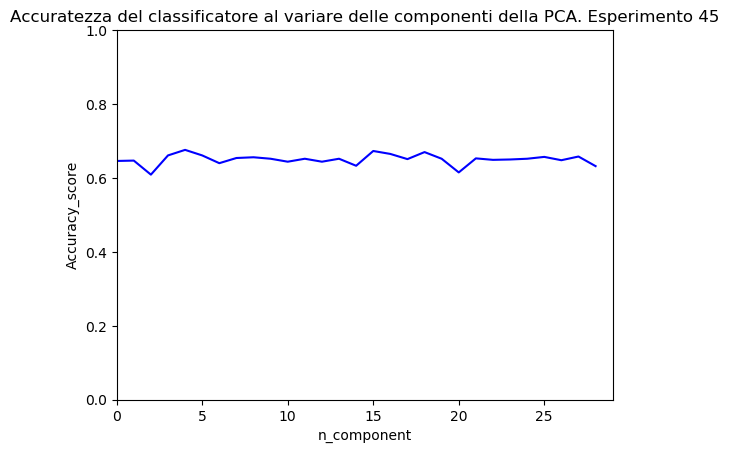 Accuratezza del classificatore al variare delle componenti della PCA. Esperimento 45
1.0
0.8
0.6
0.4
0.2
0.0
Accuracy_score
0 5 10 15 20 25
n_component